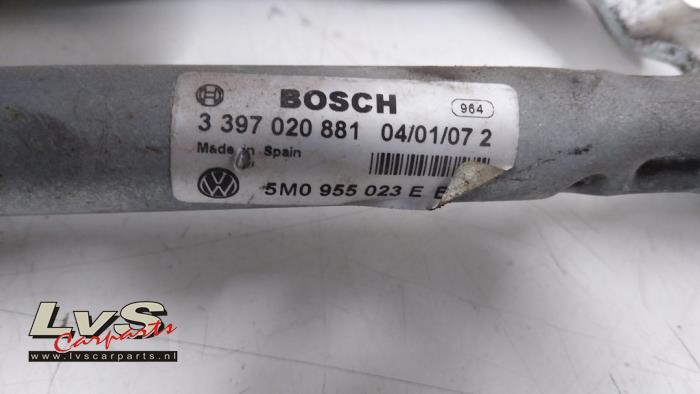 BOSCH
964
3 397 020 881 04/01/07 2
Made in Spain
5M0 955 023 E
LvS
Carparts
www.lvscarparts.nl